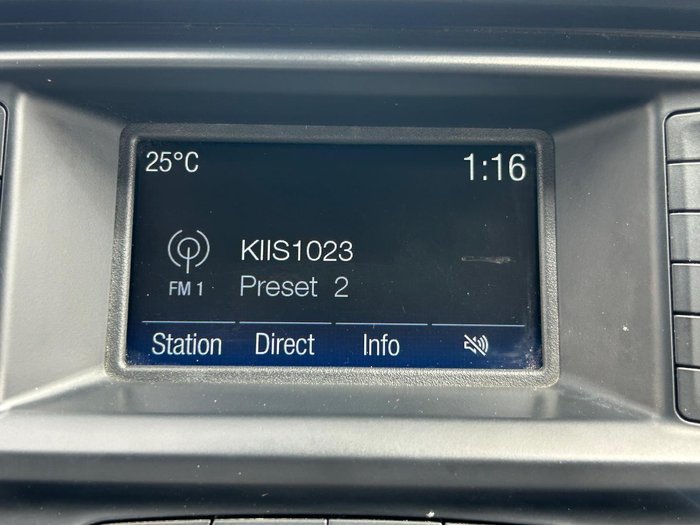 25°C 1:16
KIIS1023
FM 1 Preset 2
Station Direct Info